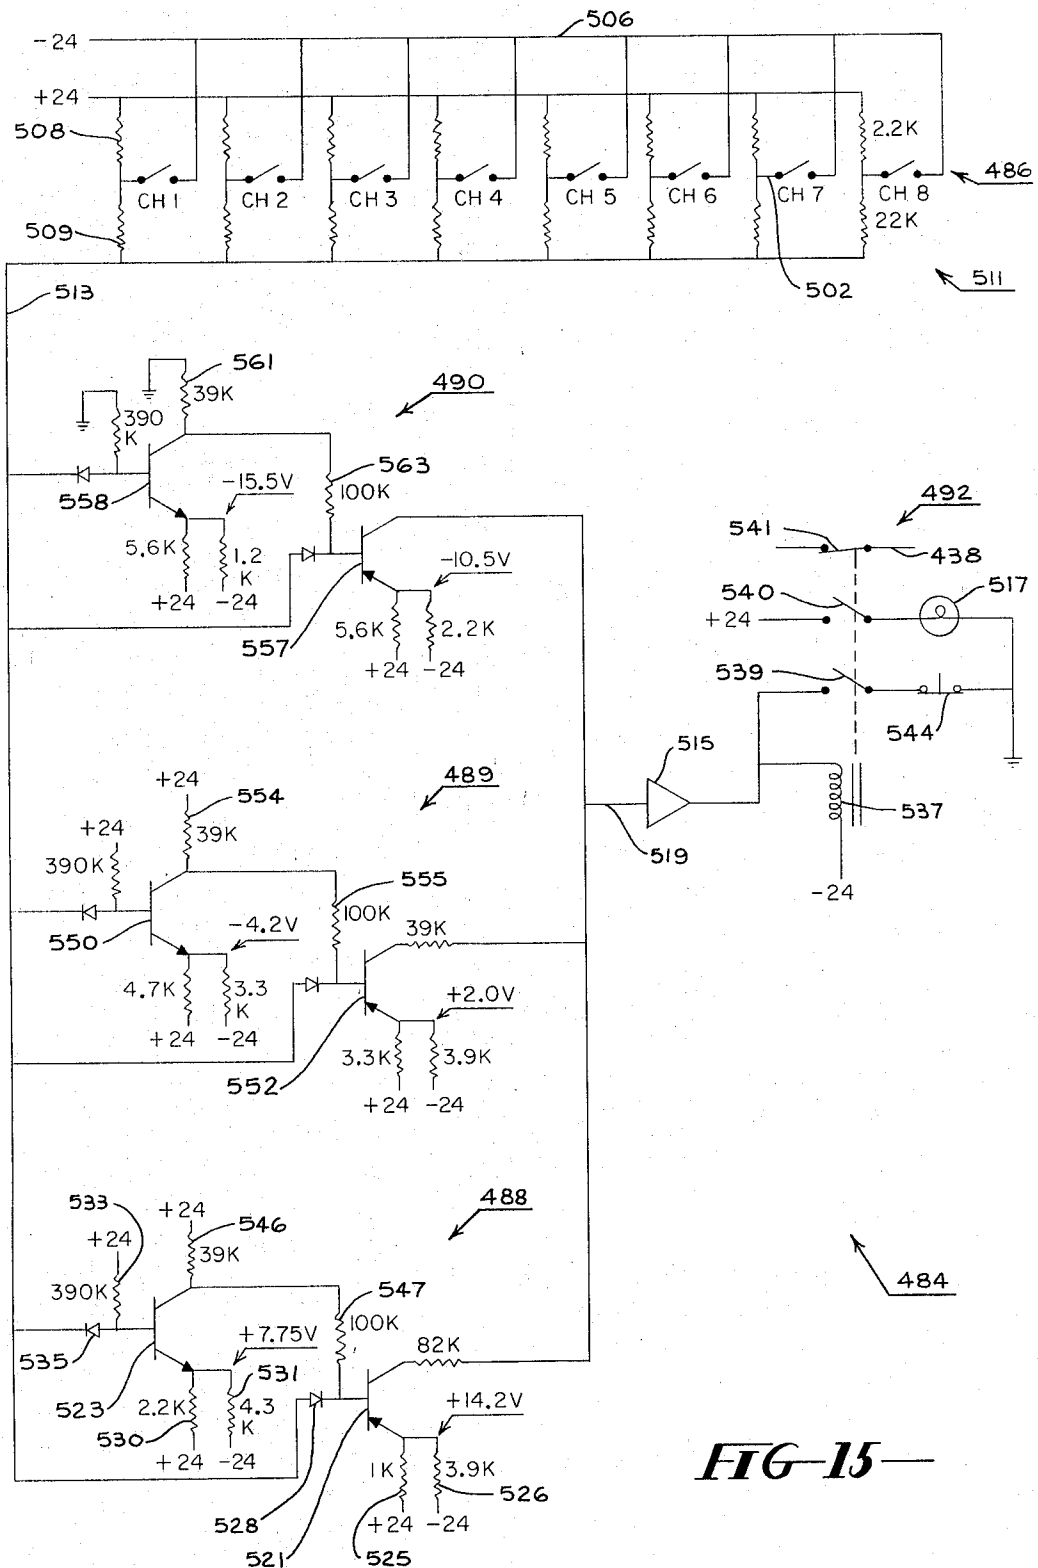 506
-24
+24
508
2.2K
486
CH 1
CH 2
CH 3
CH 4
CH 5
CH 6
CH 7
CH 8
509
22K
513
502
511
561
39K
490
390
K
563
100K
558
-15.5V
492
541
438
5.6K
1.2
K
+24
-24
-10.5V
517
540
+24
557
5.6K
2.2K
+24
-24
539
544
515
+24
554
489
39K
537
+24
519
390K
555
-24
100K
39K
550
-4.2V
4.7K
3.3
K
+2.0V
+24
-24
3.3K
3.9K
552
+24
-24
533
488
+24
546
+24
39K
390K
547
100K
82K
535
+7.75V
531
523
2.2K
4.3
K
+14.2V
530
+24
-24
1K
3.9K
526
528
+24
-24
521
525
484
FIG-15